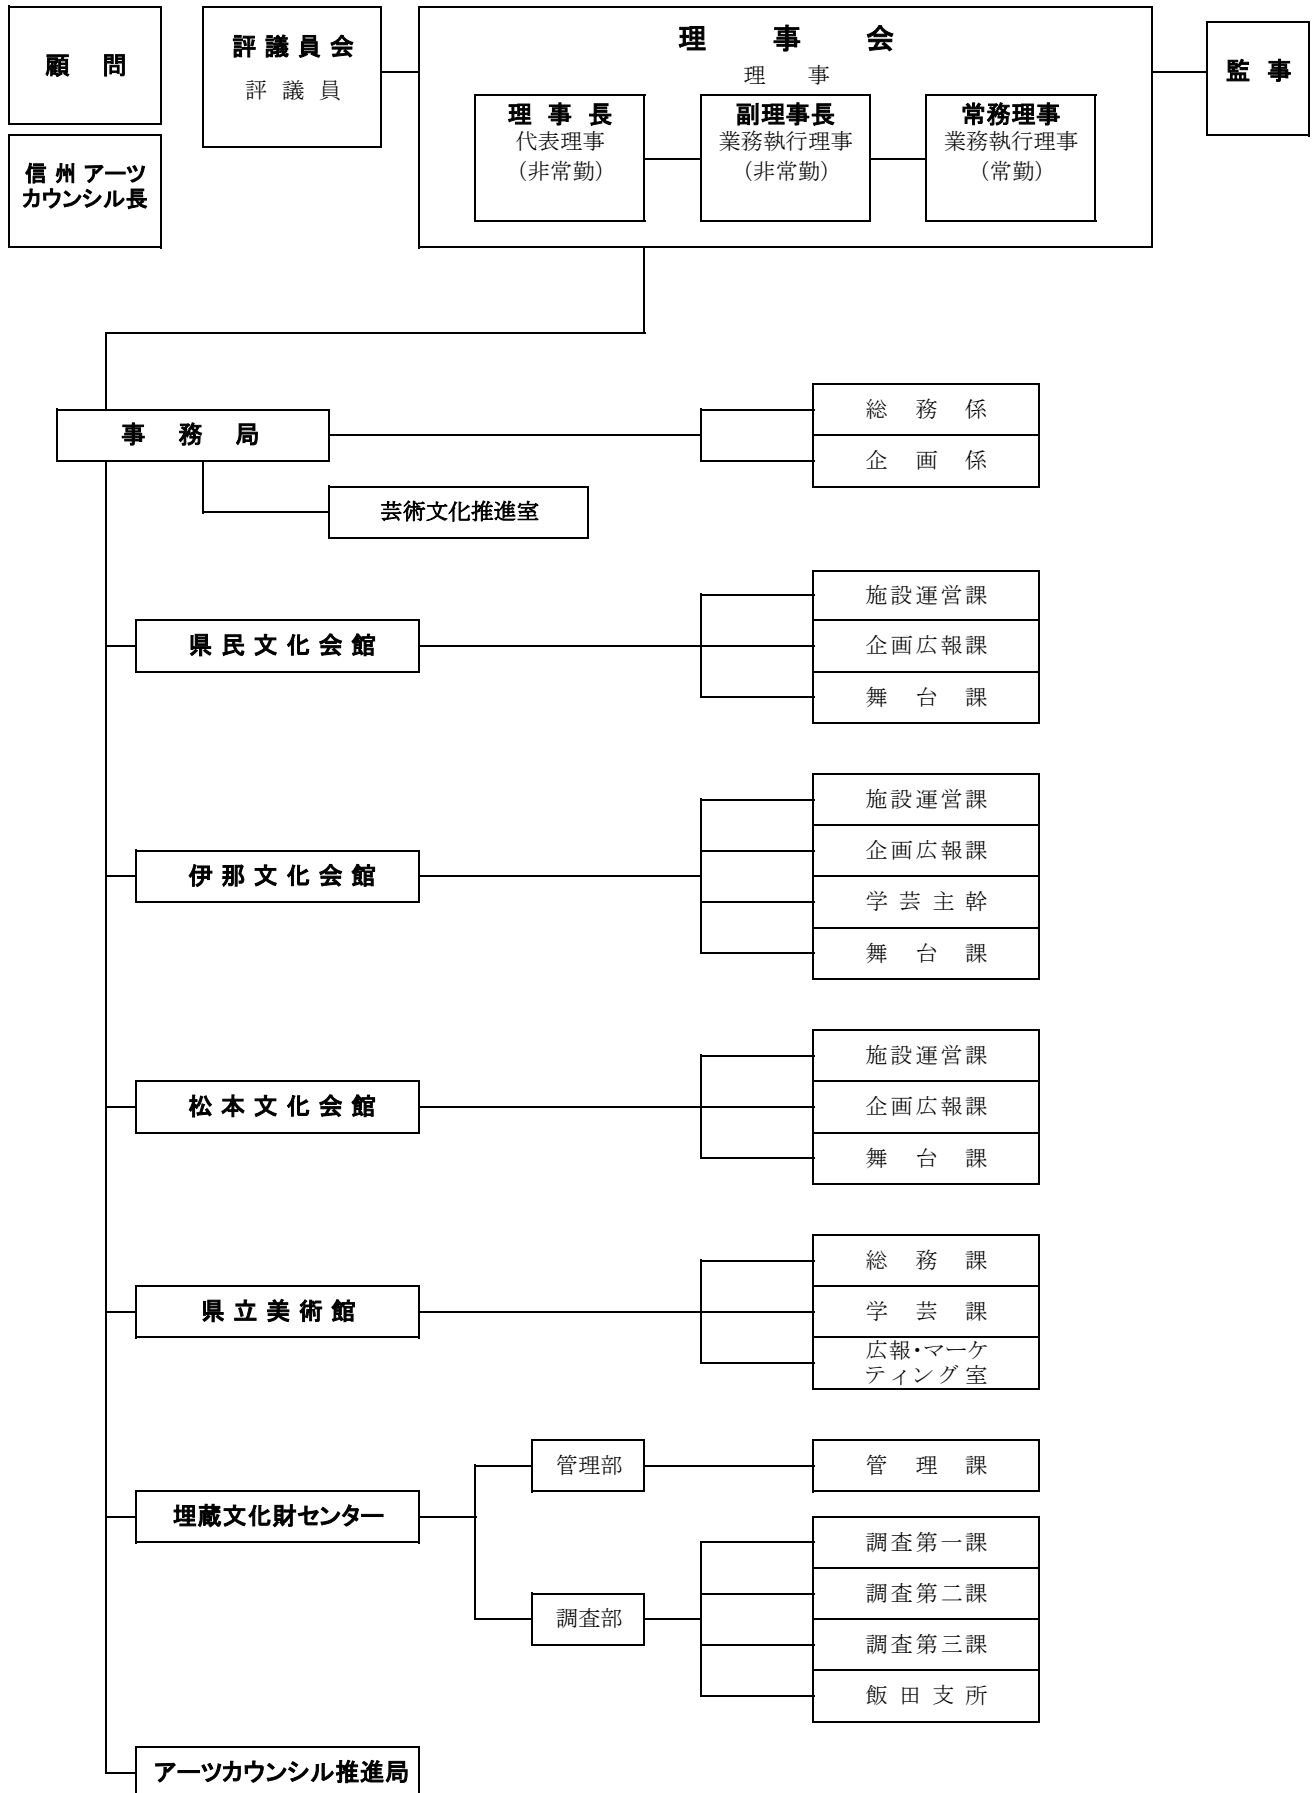 顧問
信州アーツ
カウンシル長
評議員会
評議員
理事会
理事
理事長
代表理事
(非常勤)
副理事長
業務執行理事
(非常勤)
常務理事
業務執行理事
(常勤)
監事
事務局
総務係
企画係
芸術文化推進室
県民文化会館
施設運営課
企画広報課
舞台課
伊那文化会館
施設運営課
企画広報課
学芸主幹
舞台課
松本文化会館
施設運営課
企画広報課
舞台課
県立美術館
総務課
学芸課
広報・マーケ
ティング室
埋蔵文化財センター
管理部
管理課
調査部
調査第一課
調査第二課
調査第三課
飯田支所
アーツカウンシル推進局